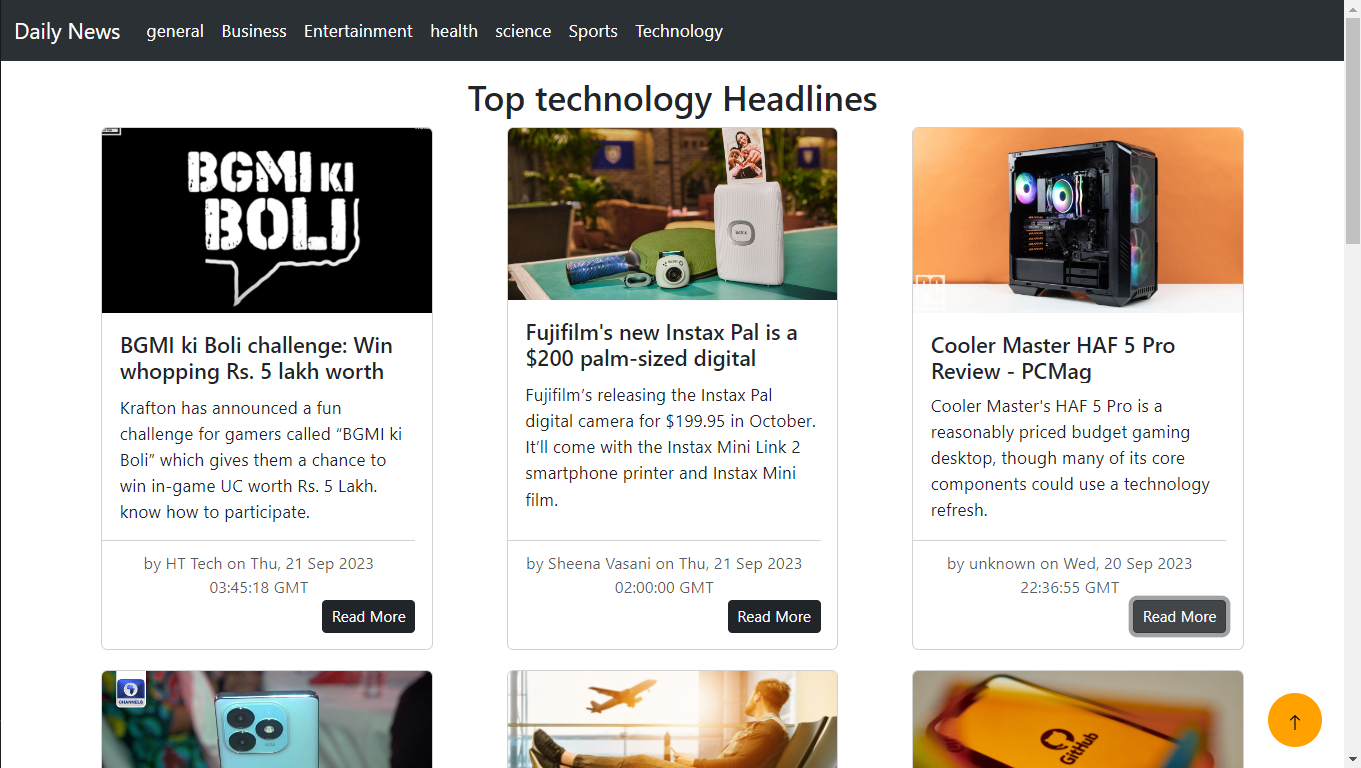 Daily News general Business Entertainment health science Sports Technology
Top technology Headlines
BGMI KI
BOLI
BGMI ki Boli challenge: Win
whopping Rs. 5 lakh worth
Krafton has announced a fun
challenge for gamers called “BGMI ki
Boli” which gives them a chance to
win in-game UC worth Rs. 5 Lakh.
know how to participate.
by HT Tech on Thu, 21 Sep 2023
03:45:18 GMT
Read More
instax
Fujifilm's new Instax Pal is a
$200 palm-sized digital
Fujifilm’s releasing the Instax Pal
digital camera for $199.95 in October.
It’ll come with the Instax Mini Link 2
smartphone printer and Instax Mini
film.
by Sheena Vasani on Thu, 21 Sep 2023
02:00:00 GMT
Read More
Cooler Master HAF 5 Pro
Review - PCMag
Cooler Master's HAF 5 Pro is a
reasonably priced budget gaming
desktop, though many of its core
components could use a technology
refresh.
by unknown on Wed, 20 Sep 2023
22:36:55 GMT
Read More
CHANNELS
GitHub